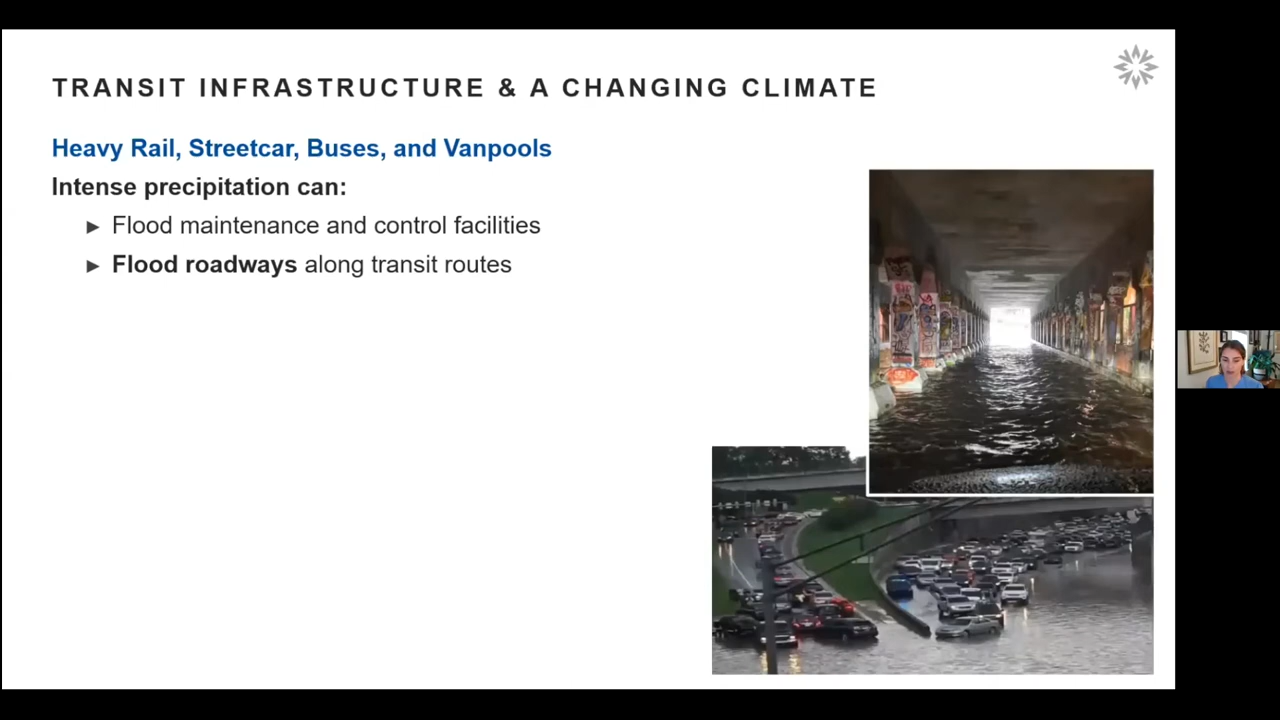 TRANSIT INFRASTRUCTURE & A CHANGING CLIMATE
Heavy Rail, Streetcar, Buses, and Vanpools
Intense precipitation can:
► Flood maintenance and control facilities
► Flood roadways along transit routes